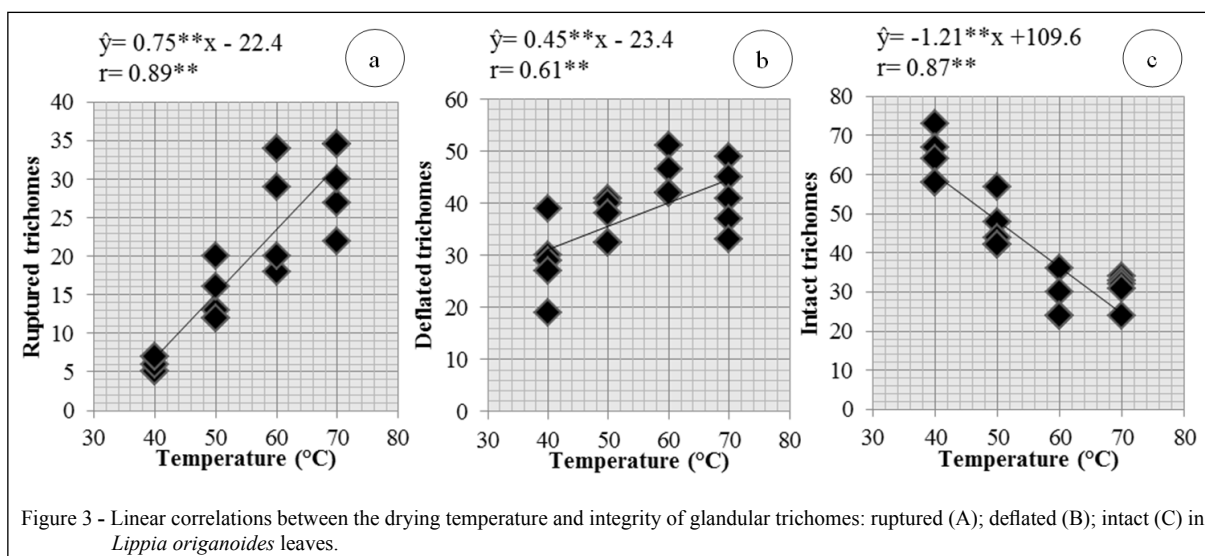 ŷ= 0.75**x - 22.4
r= 0.89**
a
40
35
30
25
20
15
10
5
0
30 40 50 60 70 80
Ruptured trichomes
Temperature (°C)
ŷ= 0.45**x - 23.4
r= 0.61**
b
60
50
40
30
20
10
0
30 40 50 60 70 80
Deflated trichomes
Temperature (°C)
ŷ= -1.21**x +109.6
r= 0.87**
c
80
70
60
50
40
30
20
10
0
30 40 50 60 70 80
Intact trichomes
Temperature (°C)
Figure 3 - Linear correlations between the drying temperature and integrity of glandular trichomes: ruptured (A); deflated (B); intact (C) in
Lippia origanoides leaves.